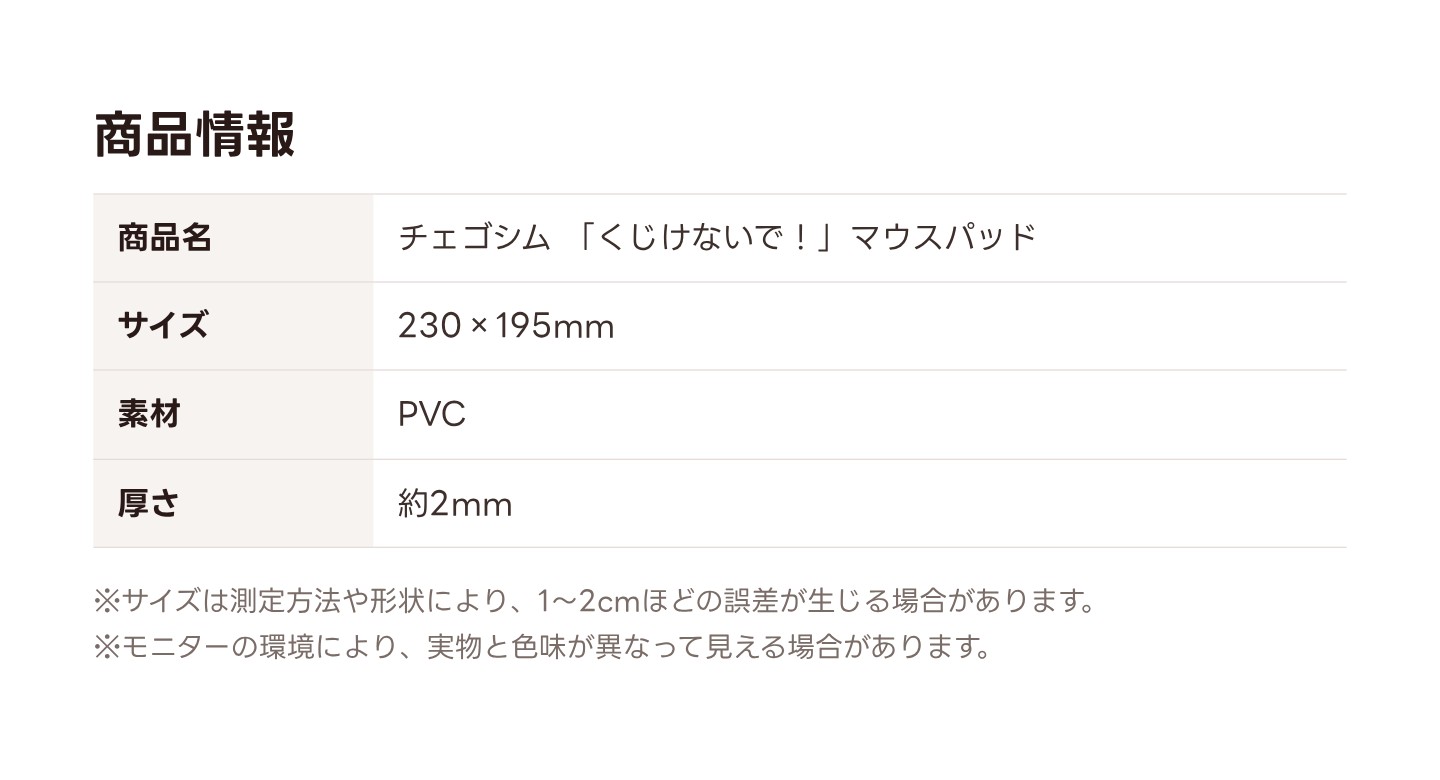 商品情報
商品名 チェゴシム 「くじけないで！」マウスパッド
サイズ 230×195mm
素材 PVC
厚さ 約2mm
※サイズは測定方法や形状により、1〜2cmほどの誤差が生じる場合があります。
※モニターの環境により、実物と色味が異なって見える場合があります。